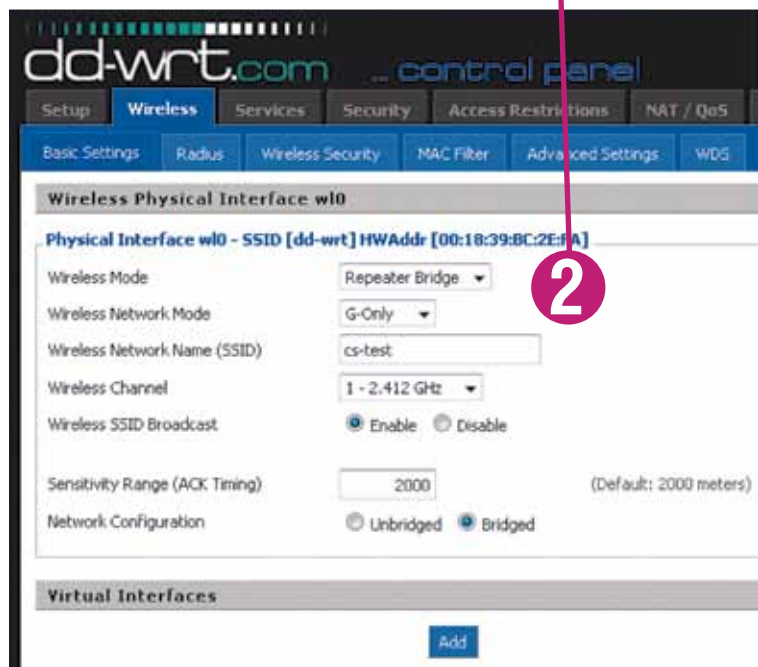 dd-wrt.com ... control panel
Setup Wireless Services Security Access Restrictions NAT / QoS
Basic Settings Radius Wireless Security MAC Filter Advanced Settings WDS
Wireless Physical Interface wl0
Physical Interface wl0 - SSID [dd-wrt] HWAddr [00:18:39:BC:2E:FA]
Wireless Mode Repeater Bridge
2
Wireless Network Mode G-Only
Wireless Network Name (SSID) cs-test
Wireless Channel 1 - 2.412 GHz
Wireless SSID Broadcast Enable Disable
Sensitivity Range (ACK Timing) 2000 (Default: 2000 meters)
Network Configuration Unbridged Bridged
Virtual Interfaces
Add